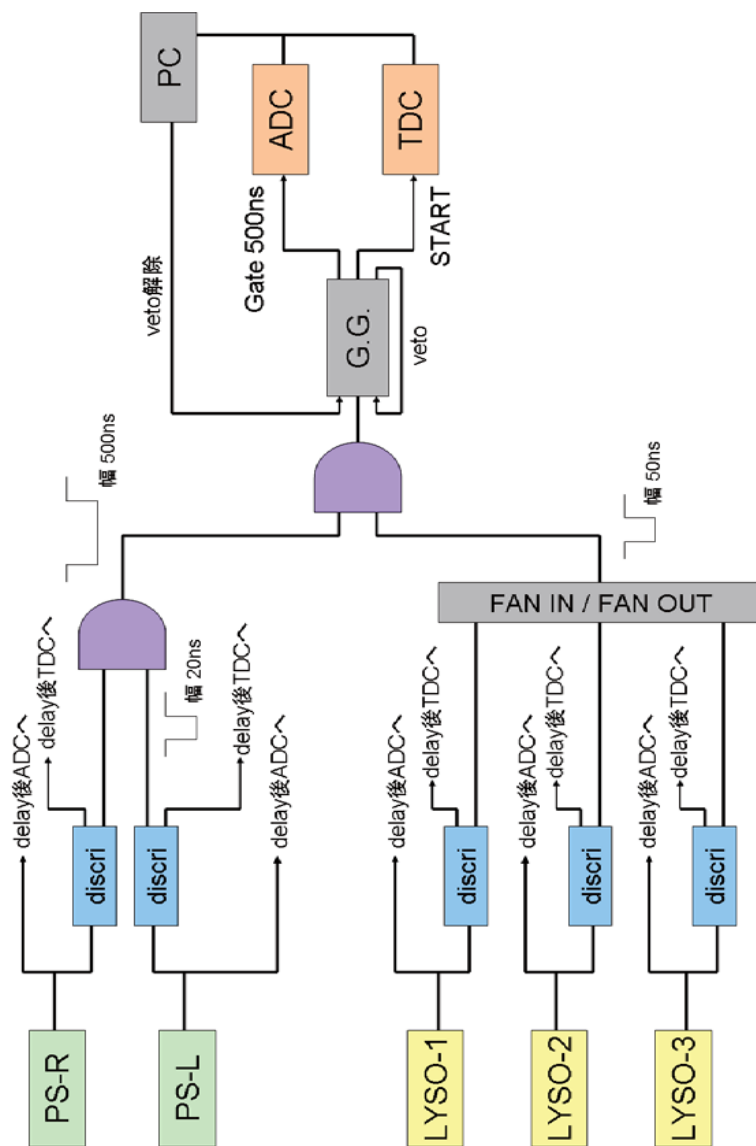 PS-R
PS-L
LYSO-1
LYSO-2
LYSO-3
discri
discri
discri
discri
discri
delay後ADCへ
delay後TDCへ
幅 20ns
delay後TDCへ
delay後ADCへ
delay後ADCへ
delay後TDCへ
delay後ADCへ
delay後TDCへ
delay後ADCへ
delay後TDCへ
幅 500ns
FAN IN / FAN OUT
幅 50ns
veto解除
G.G.
veto
Gate 500ns
START
PC
ADC
TDC